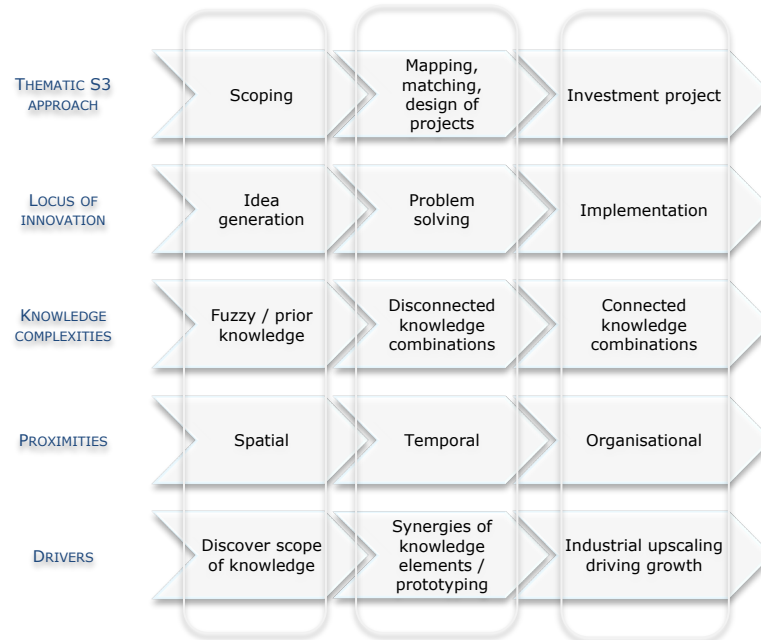 THEMATIC S3
APPROACH
Scoping
Mapping,
matching,
design of
projects
Investment project
LOCUS OF
INNOVATION
Idea
generation
Problem
solving
Implementation
KNOWLEDGE
COMPLEXITIES
Fuzzy / prior
knowledge
Disconnected
knowledge
combinations
Connected
knowledge
combinations
PROXIMITIES
Spatial
Temporal
Organisational
DRIVERS
Discover scope
of knowledge
Synergies of
knowledge
elements /
prototyping
Industrial upscaling
driving growth